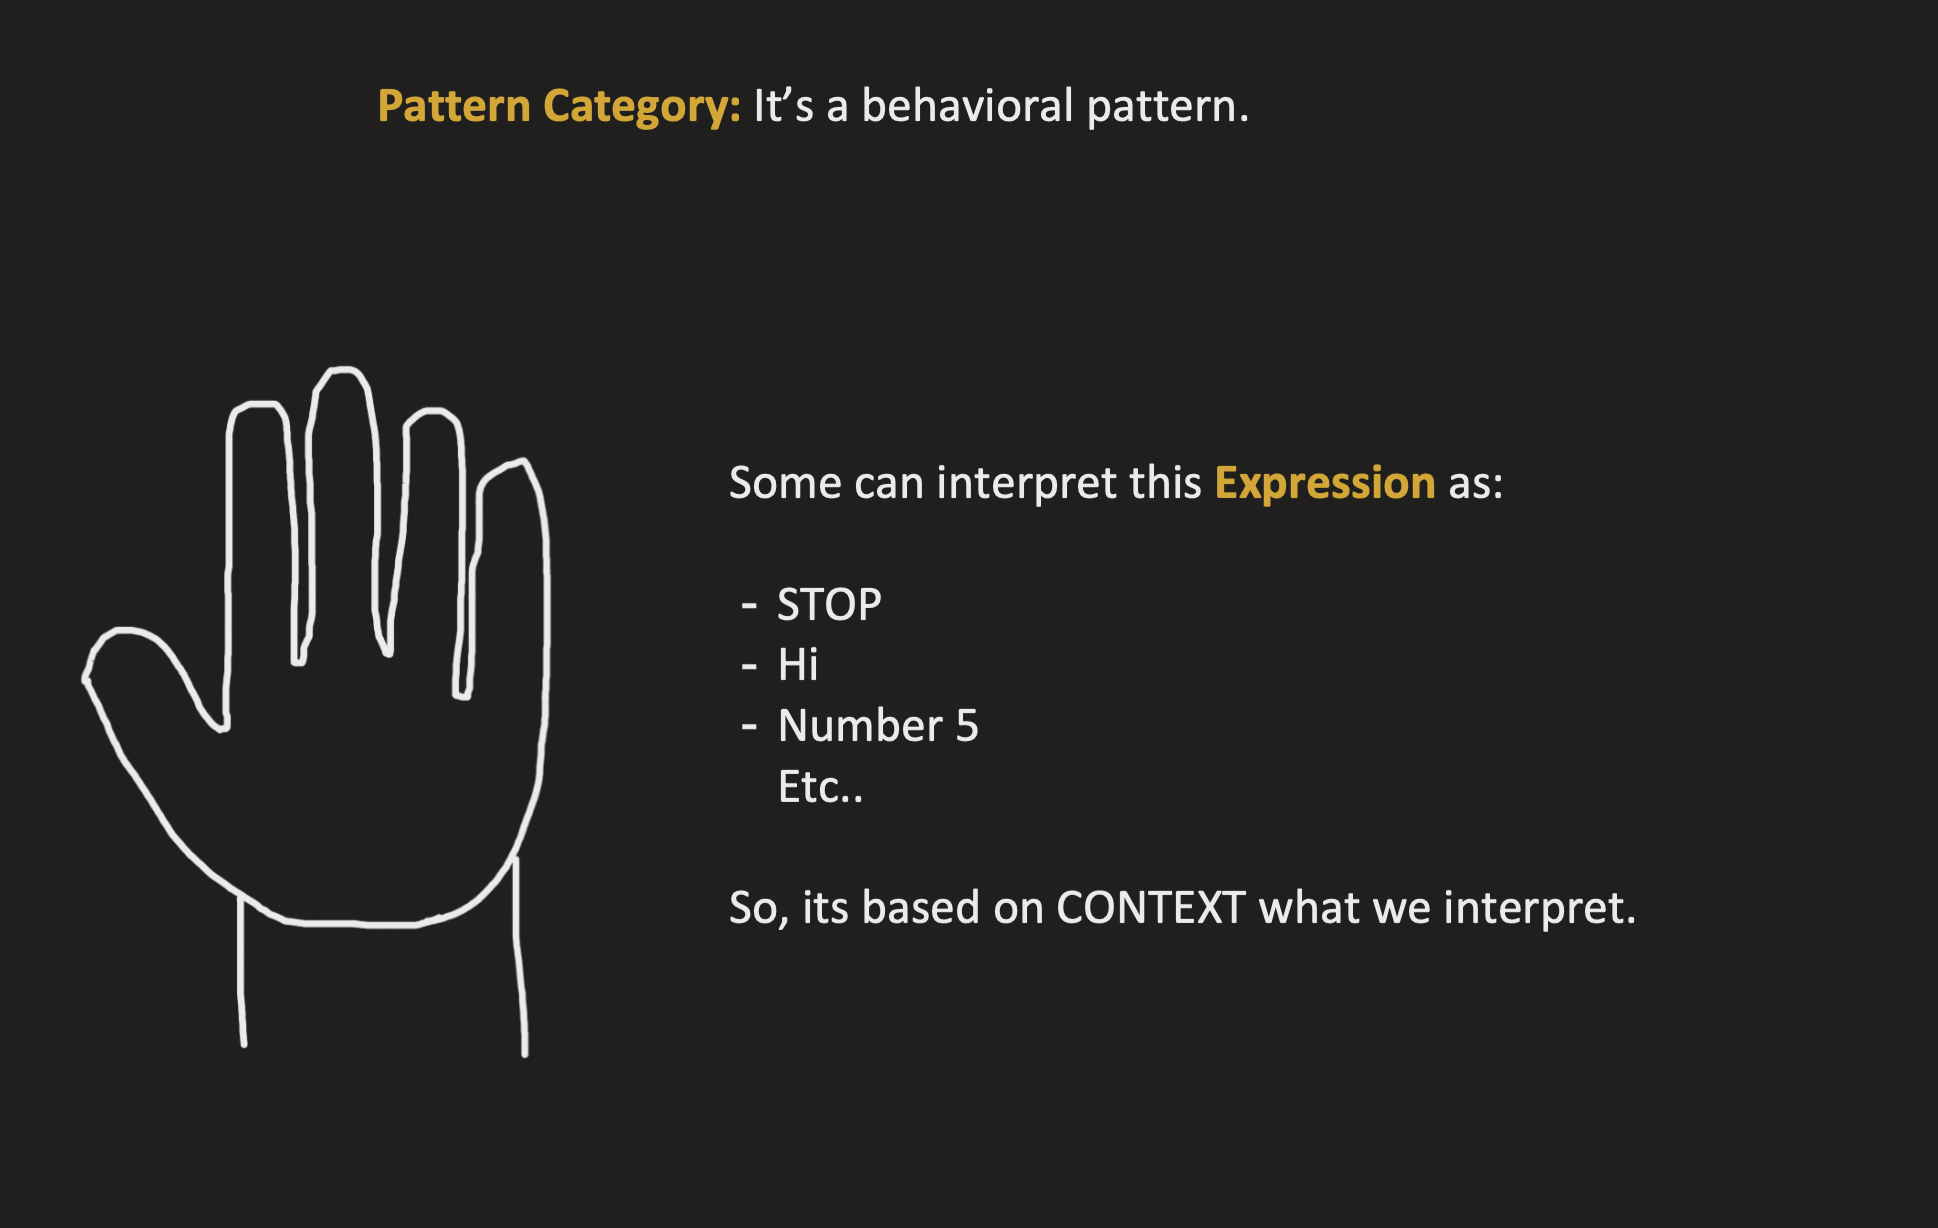 Pattern Category: It’s a behavioral pattern.
Some can interpret this Expression as:
- STOP
- Hi
- Number 5
Etc..
So, its based on CONTEXT what we interpret.